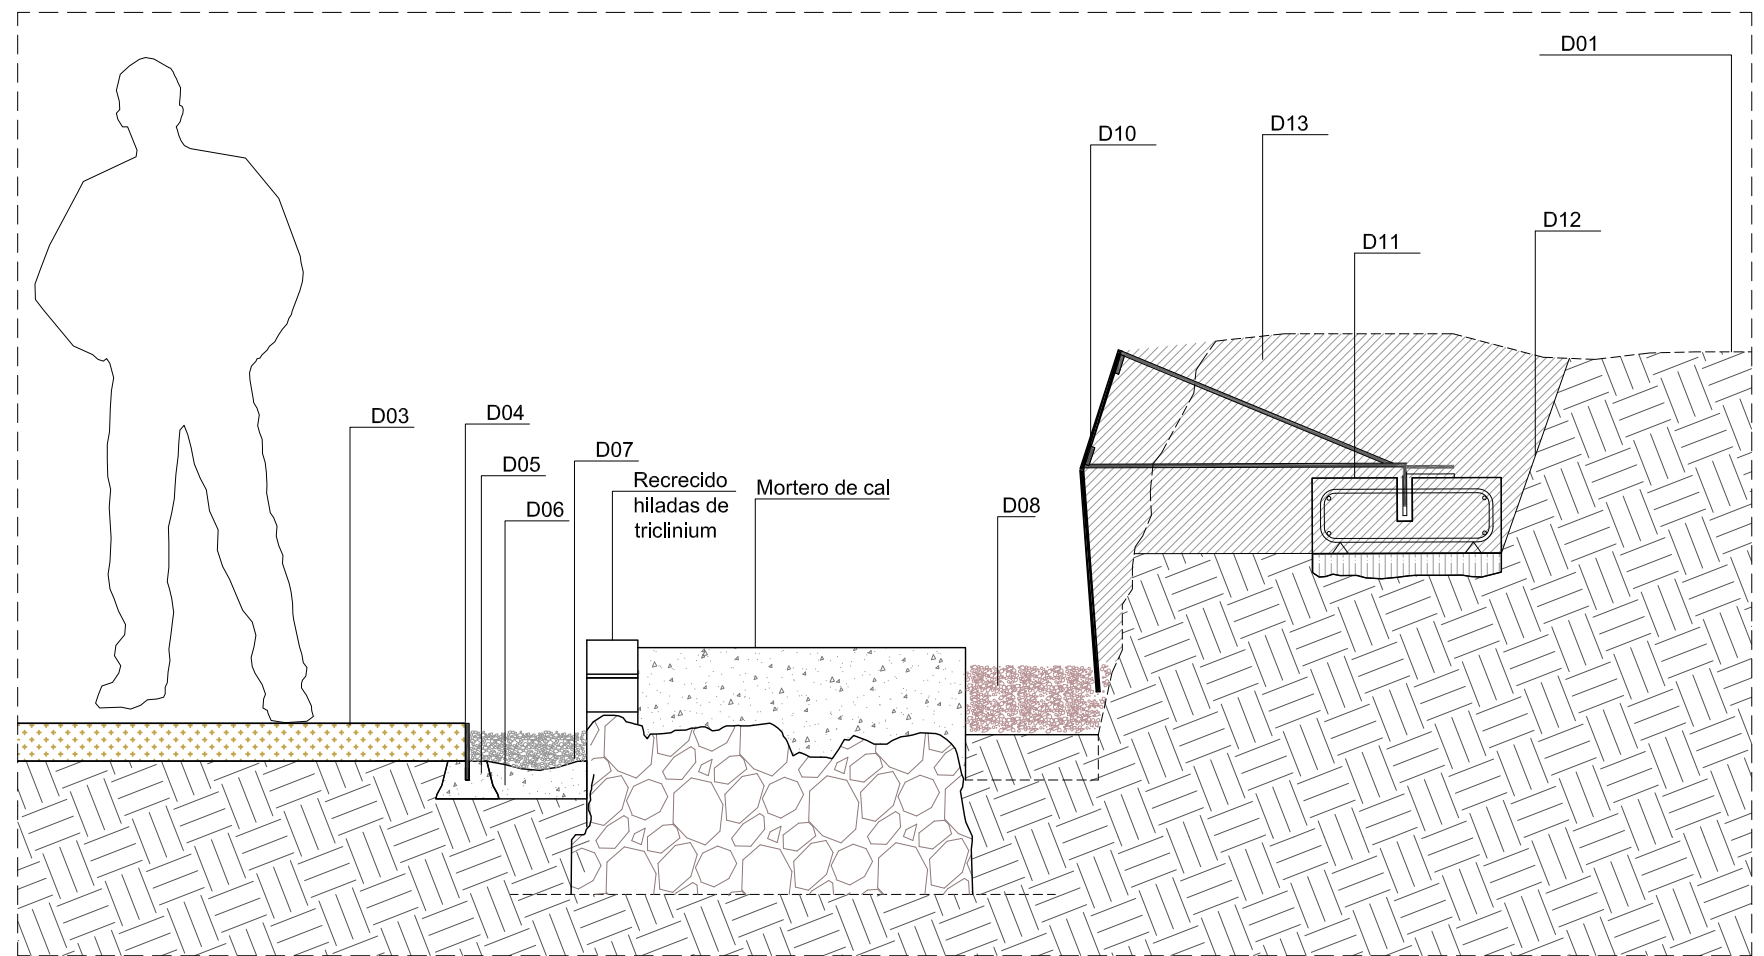 D01
D13
D10
D12
D11
D03
D04
D07
D05
Recrecido
hiladas de
triclinium
Mortero de cal
D06
D08